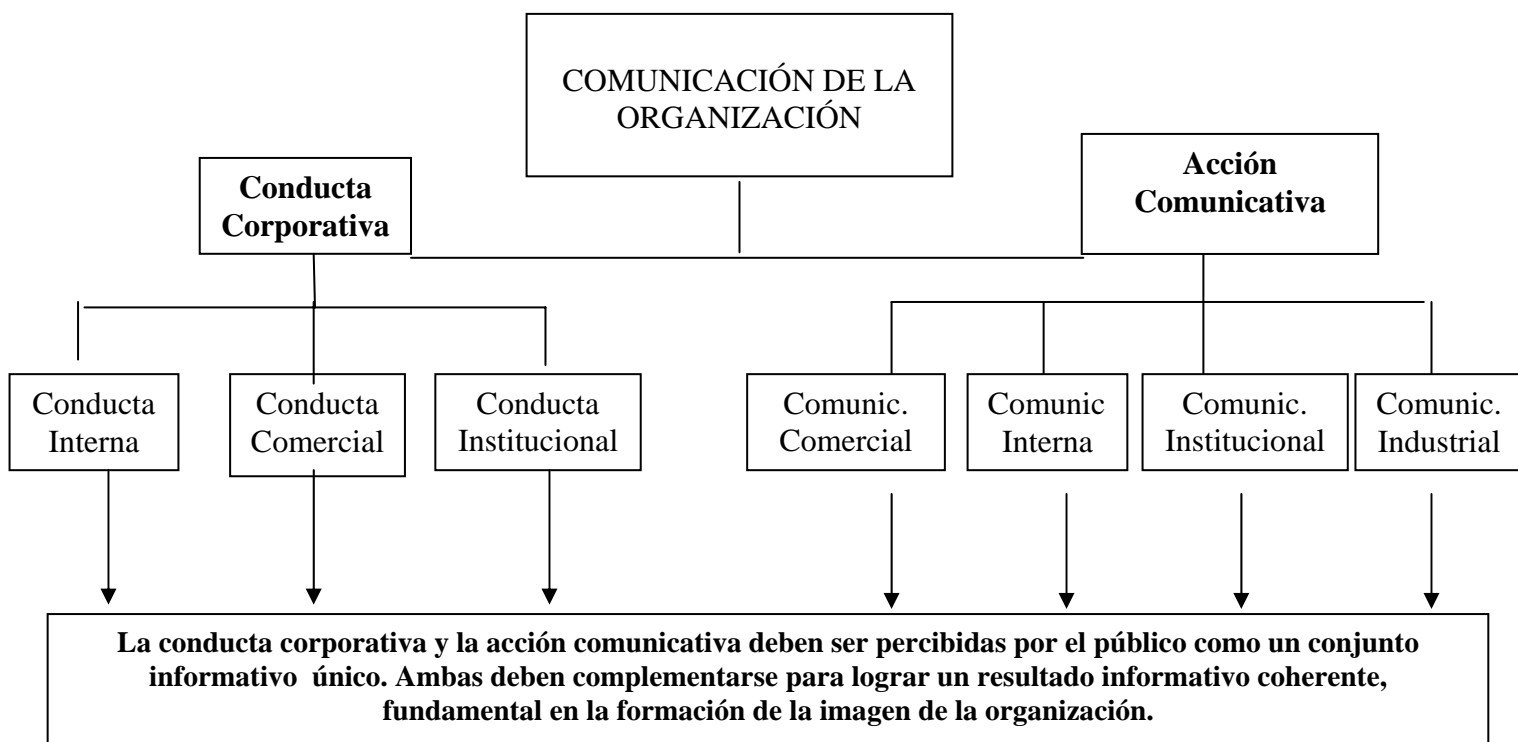 COMUNICACIÓN DE LA
ORGANIZACIÓN
Conducta
Corporativa
Acción
Comunicativa
Conducta
Interna
Conducta
Comercial
Conducta
Institucional
Comunic.
Comercial
Comunic
Interna
Comunic.
Institucional
Comunic.
Industrial
La conducta corporativa y la acción comunicativa deben ser percibidas por el público como un conjunto
informativo único. Ambas deben complementarse para lograr un resultado informativo coherente,
fundamental en la formación de la imagen de la organización.